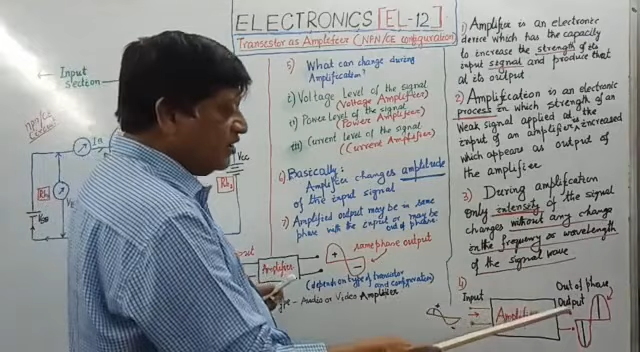 ELECTRONICS [EL-12]
Transistor as Amplifier (NPN/CE configuration)
← Input
section
NPN/CE
VCC
5) What can change during
Amplification?
i) Voltage Level of the signal
(Voltage Amplifier)
ii) Power Level of the signal
(Power Amplifier)
iii) Current Level of the signal
(Current Amplifier)
6) Basically:
Amplifier changes amplitude
of the input signal
7) Amplified output may be in same
phase with the input or may be
out of phase
same phase output
Amplifier
+
−
(depend on type of transistor
and configuration)
Audio or Video Amplifier
1) Amplifier is an electronic
device which has the capacity
to increase the strength of its
input signal and produce that
at its output
2) Amplification is an electronic
process in which strength of an
weak signal applied at the
input of an amplifier, is increased
which appears as output of
the amplifier
3) During amplification
only intensity of the signal
changes without any change
in the frequency or wavelength
of the signal wave
4)
Input
Out of phase
Output